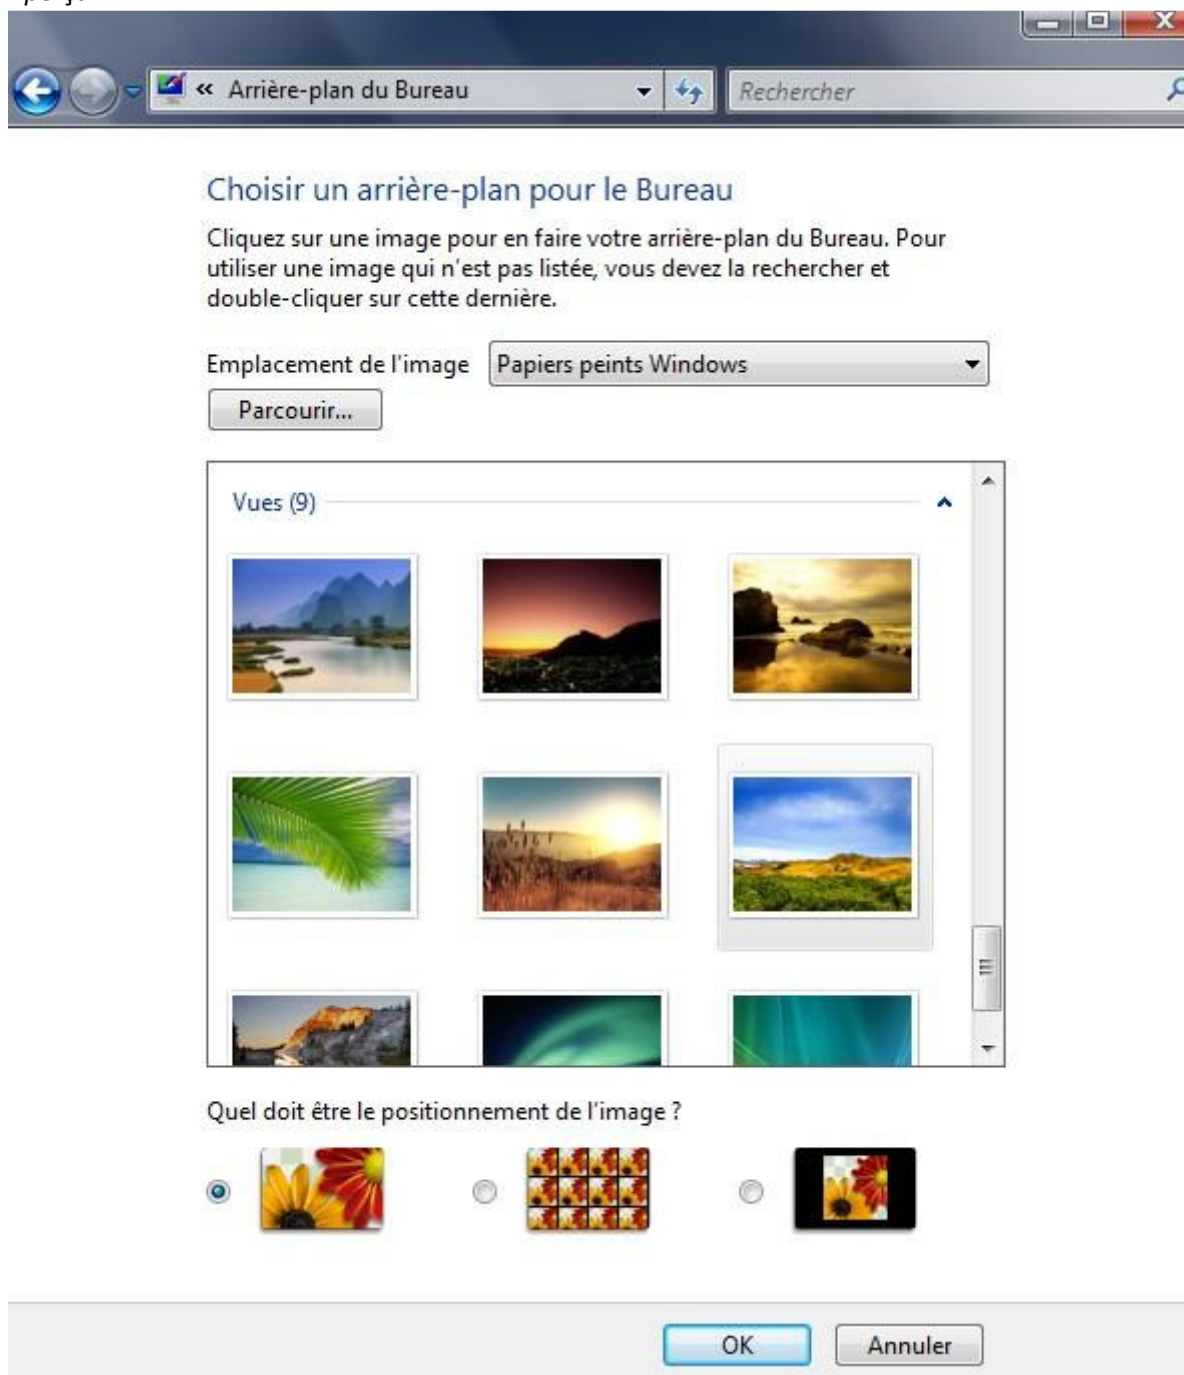 « Arrière-plan du Bureau
Rechercher
Choisir un arrière-plan pour le Bureau
Cliquez sur une image pour en faire votre arrière-plan du Bureau. Pour
utiliser une image qui n'est pas listée, vous devez la rechercher et
double-cliquer sur cette dernière.
Emplacement de l'image Papiers peints Windows
Parcourir...
Vues (9)
Quel doit être le positionnement de l'image ?
OK Annuler